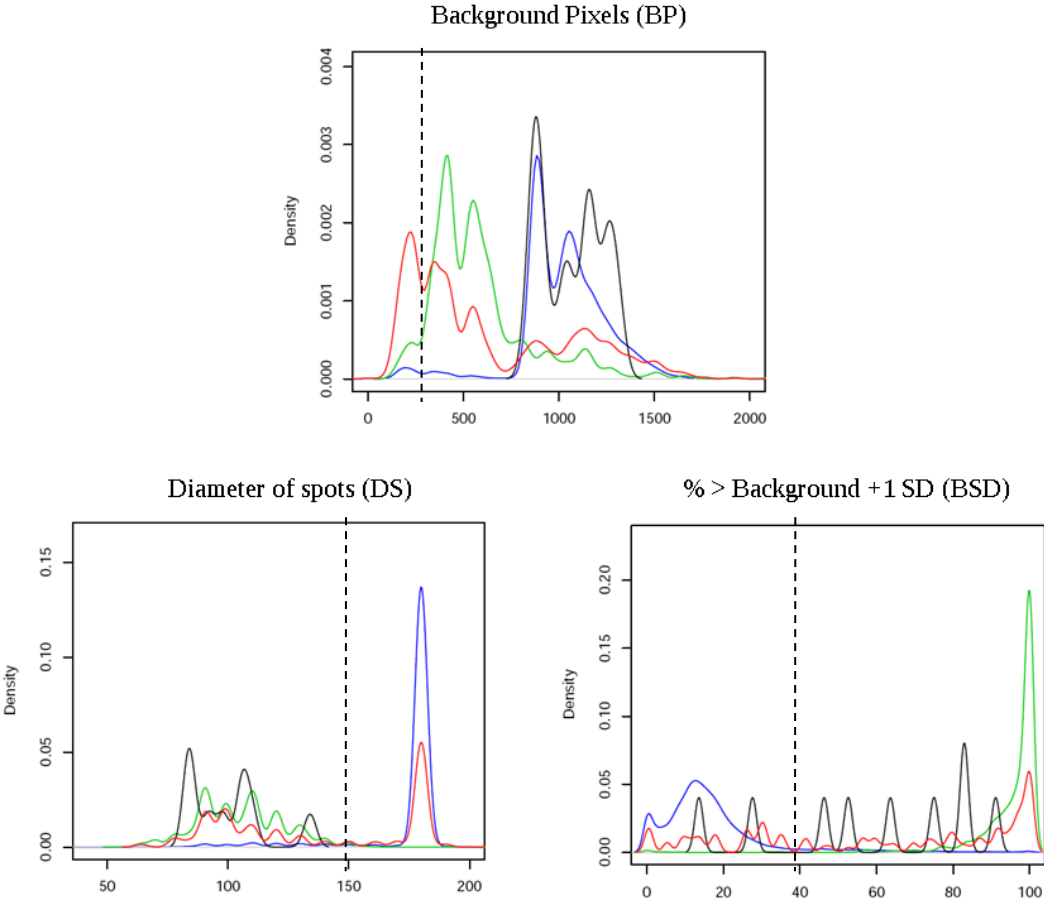 Background Pixels (BP)
0.004
0.003
0.002
0.001
0.000
Density
0 500 1000 1500 2000
Diameter of spots (DS)
0.15
0.10
0.05
0.00
Density
50 100 150 200
% > Background +1 SD (BSD)
0.20
0.15
0.10
0.05
0.00
Density
0 20 40 60 80 100